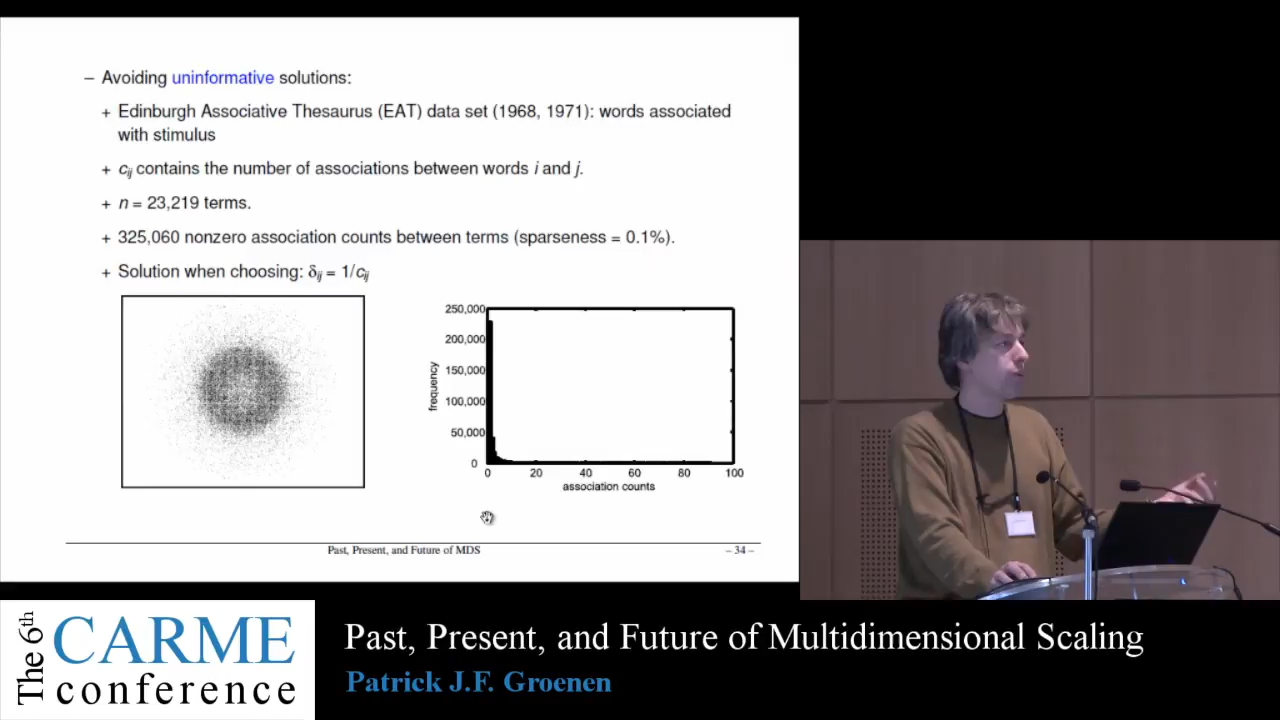 – Avoiding uninformative solutions:
+ Edinburgh Associative Thesaurus (EAT) data set (1968, 1971): words associated
with stimulus
+ cij contains the number of associations between words i and j.
+ n = 23,219 terms.
+ 325,060 nonzero association counts between terms (sparseness = 0.1%).
+ Solution when choosing: δij = 1/cij
250,000
200,000
150,000
100,000
50,000
0
frequency
0 20 40 60 80 100
association counts
Past, Present, and Future of MDS – 34 –
The 6th
CARME
conference
Past, Present, and Future of Multidimensional Scaling
Patrick J.F. Groenen